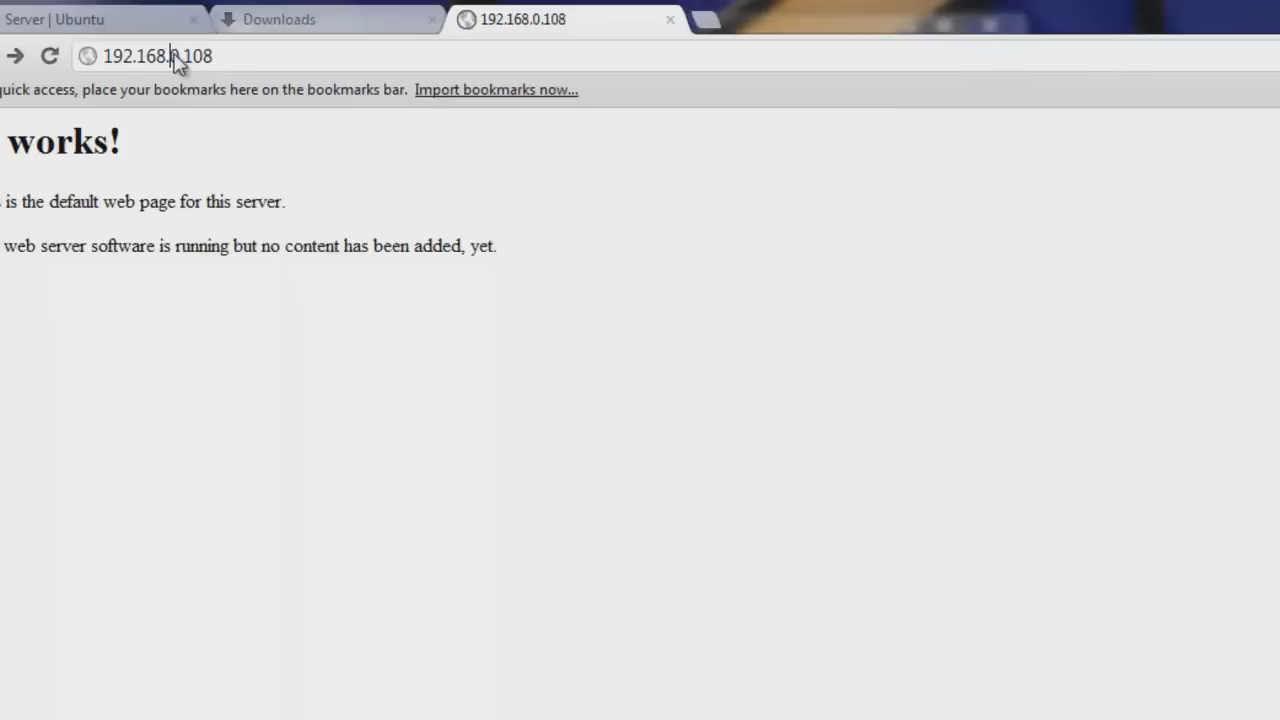 Server | Ubuntu
Downloads
192.168.0.108
192.168.0.108
quick access, place your bookmarks here on the bookmarks bar. Import bookmarks now...
works!
is the default web page for this server.
web server software is running but no content has been added, yet.